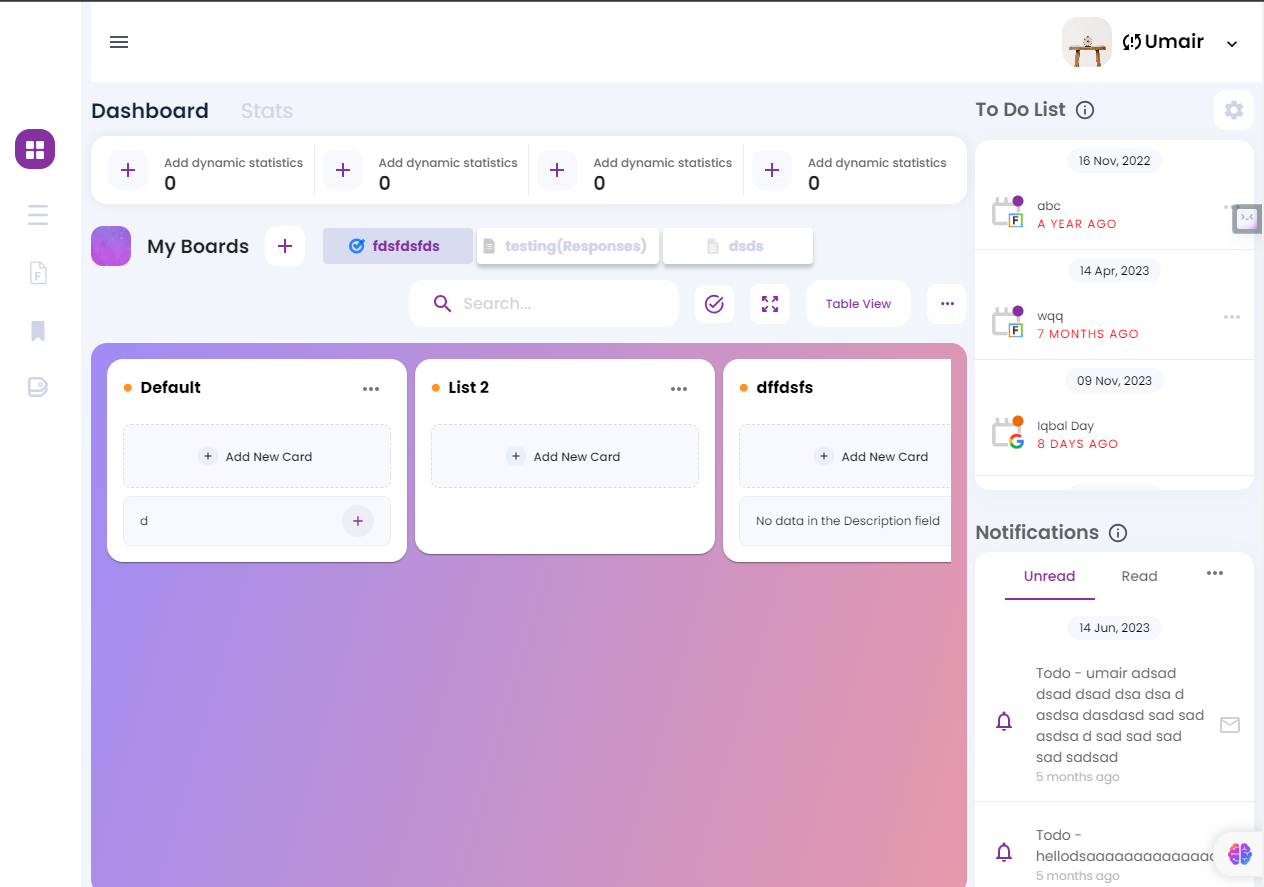 Umair
Dashboard
Stats
Add dynamic statistics
0
Add dynamic statistics
0
Add dynamic statistics
0
Add dynamic statistics
0
My Boards
fdsfdsfds
testing(Responses)
dsds
Search...
Table View
Default
Add New Card
d
List 2
Add New Card
dffdsfs
Add New Card
No data in the Description field
To Do List
16 Nov, 2022
abc
A YEAR AGO
14 Apr, 2023
wqq
7 MONTHS AGO
09 Nov, 2023
Iqbal Day
8 DAYS AGO
Notifications
Unread
Read
14 Jun, 2023
Todo - umair adsad
dsad dsad dsa dsa d
asdsa dasdasd sad sad
asdsa d sad sad sad
sad sadsad
5 months ago
Todo -
5 months ago